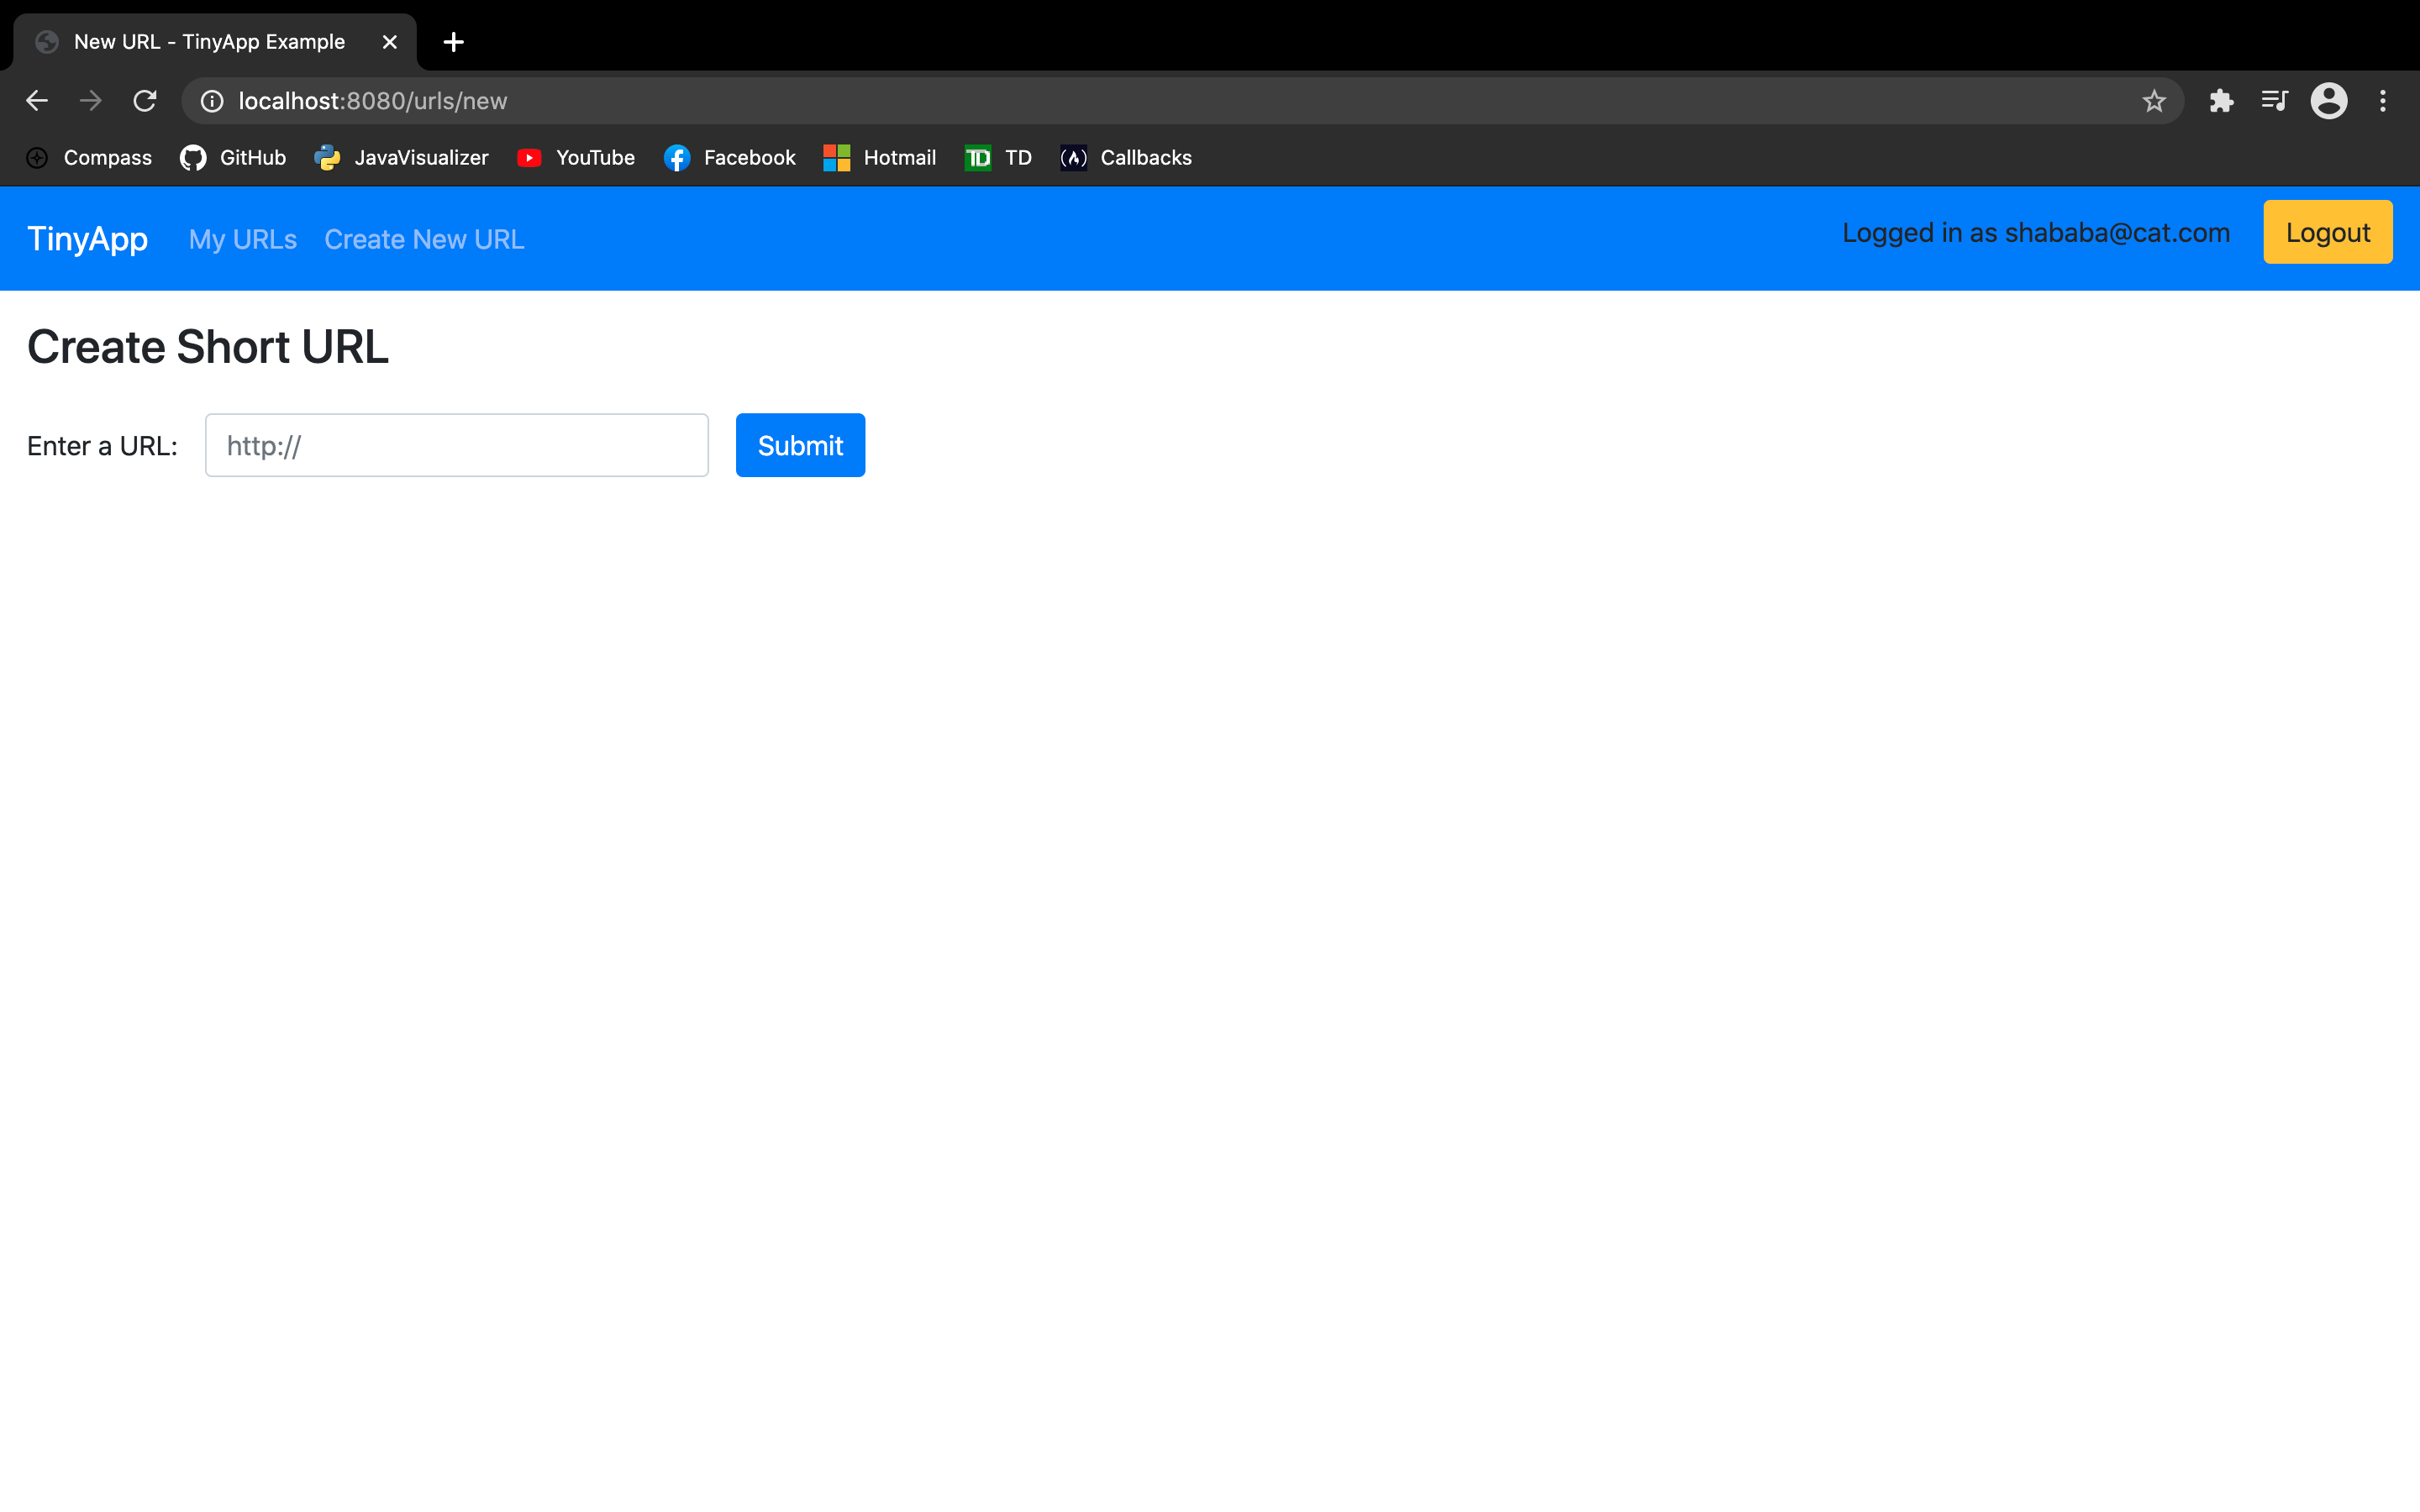 New URL - TinyApp Example
localhost:8080/urls/new
Compass GitHub JavaVisualizer YouTube Facebook Hotmail TD TD Callbacks
TinyApp My URLs Create New URL Logged in as shababa@cat.com Logout
Create Short URL
Enter a URL: http:// Submit